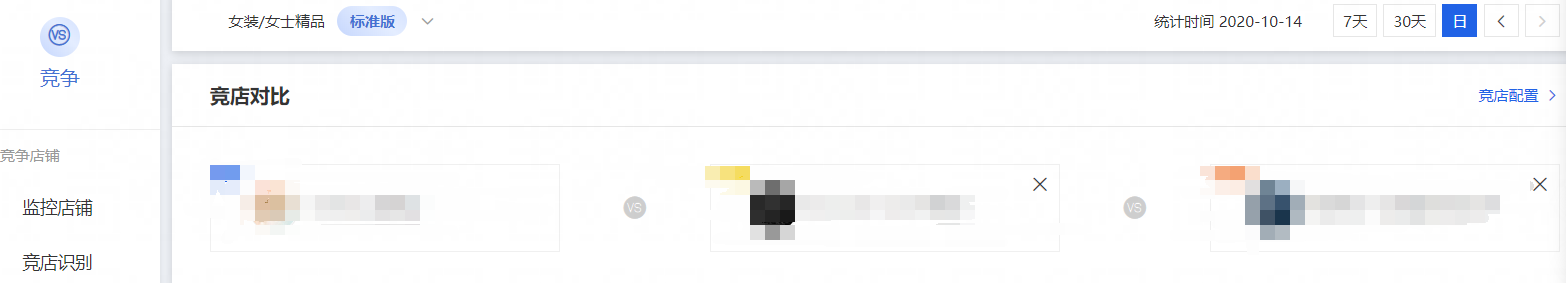 VS
竞争
竞争店铺
监控店铺
竞店识别
女装/女士精品 标准版
统计时间 2020-10-14 7天 30天 日
竞店对比
竞店配置
VS
VS